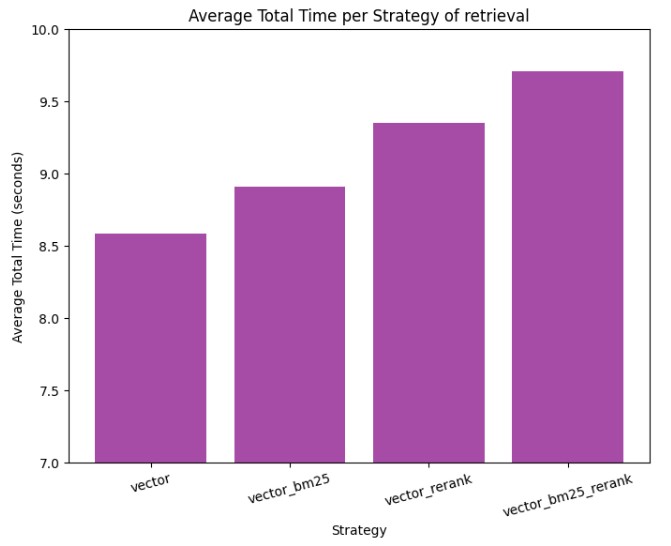 Average Total Time per Strategy of retrieval
10.0
9.5
9.0
8.5
8.0
7.5
7.0
Average Total Time (seconds)
vector
vector_bm25
vector_rerank
vector_bm25_rerank
Strategy